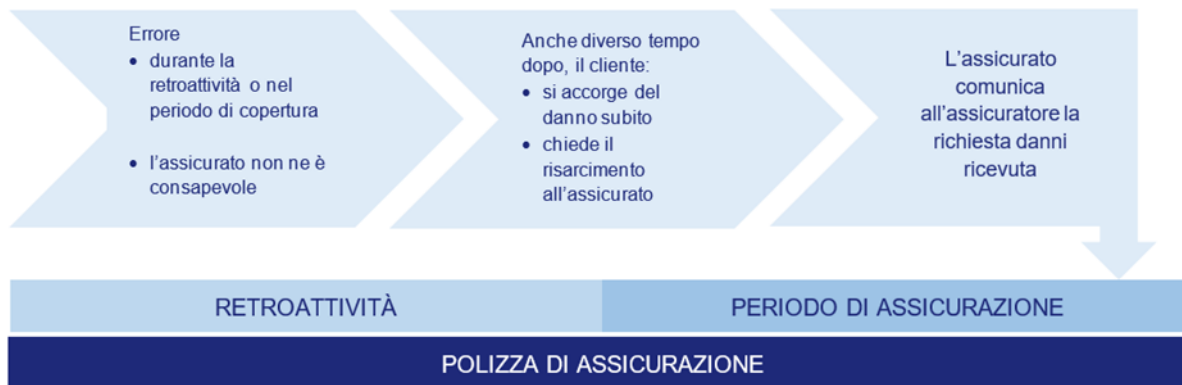 Errore
• durante la
retroattività o nel
periodo di copertura
• l'assicurato non ne è
consapevole
Anche diverso tempo
dopo, il cliente:
• si accorge del
danno subito
• chiede il
risarcimento
all'assicurato
L'assicurato
comunica
all'assicuratore la
richiesta danni
ricevuta
RETROATTIVITÀ
PERIODO DI ASSICURAZIONE
POLIZZA DI ASSICURAZIONE